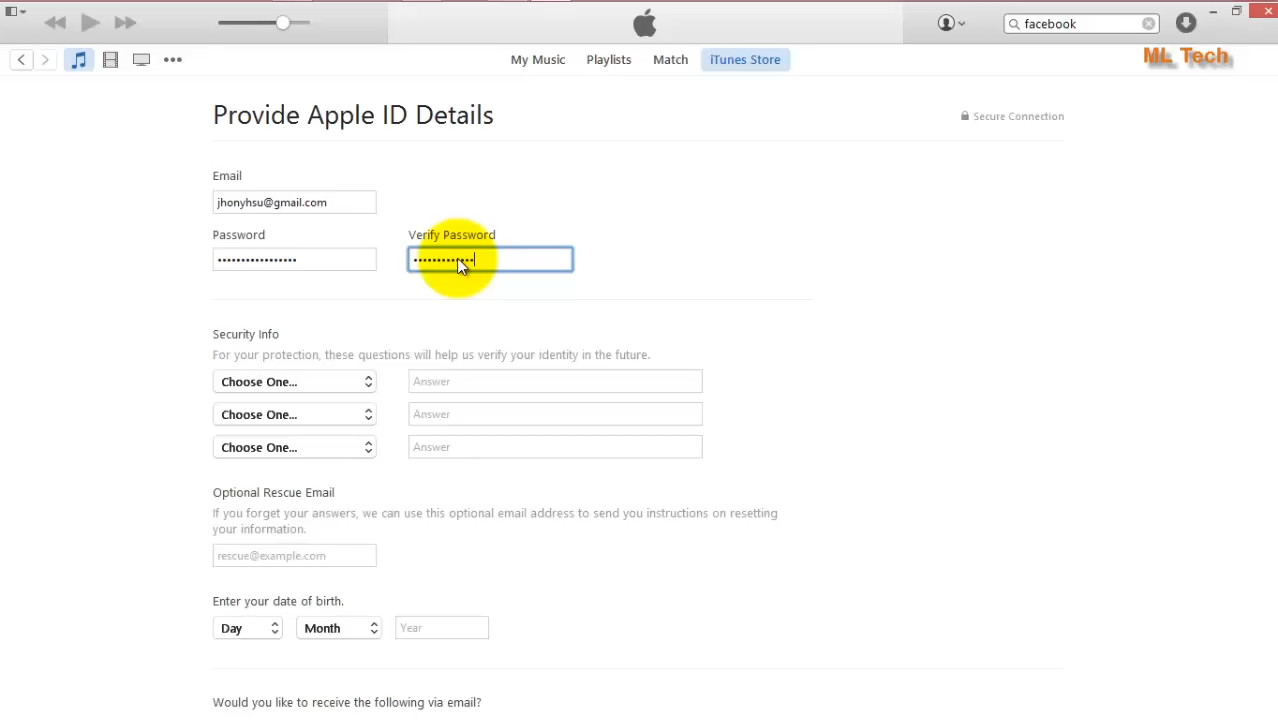 facebook
My Music Playlists Match iTunes Store
ML Tech
Provide Apple ID Details
Secure Connection
Email
jhonyhsu@gmail.com
Password Verify Password
••••••••••••••••• •••••••••••••
Security Info
For your protection, these questions will help us verify your identity in the future.
Choose One... Answer
Choose One... Answer
Choose One... Answer
Optional Rescue Email
If you forget your answers, we can use this optional email address to send you instructions on resetting
your information.
rescue@example.com
Enter your date of birth.
Day Month Year
Would you like to receive the following via email?